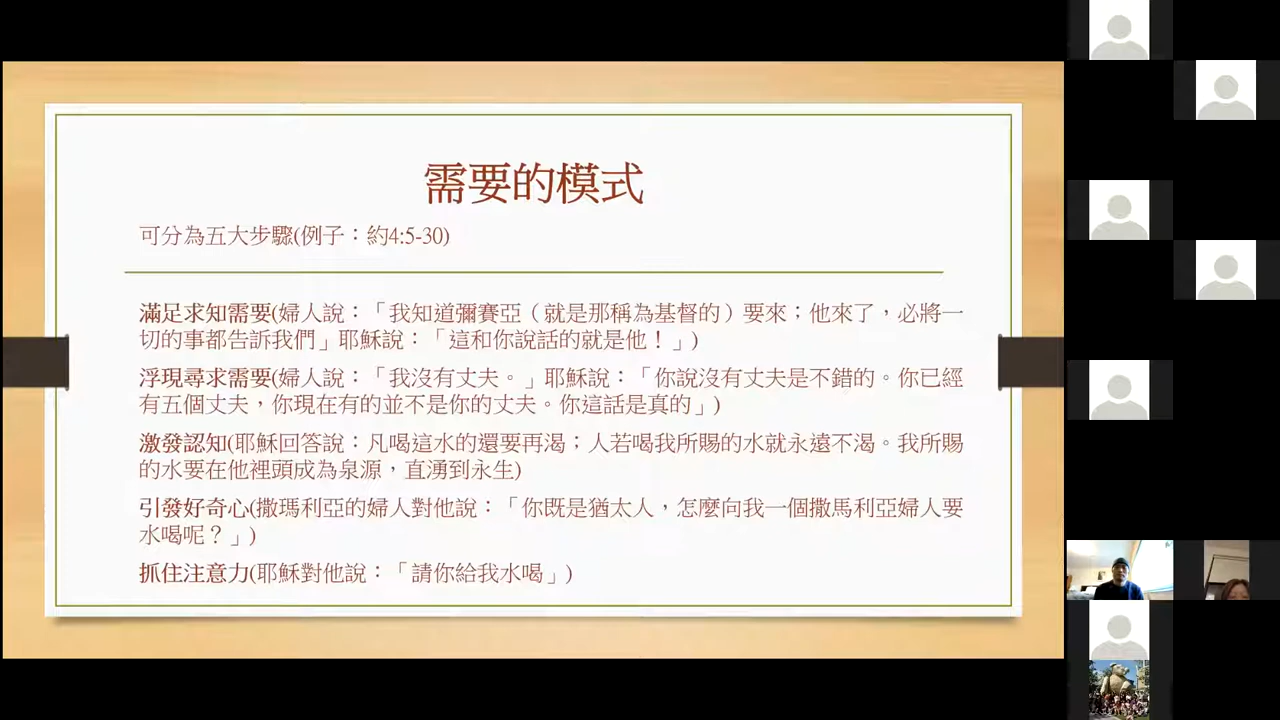 需要的模式
可分為五大步驟(例子：約4:5-30)
滿足求知需要(婦人說：「我知道彌賽亞（就是那稱為基督的）要來；他來了，必將一
切的事都告訴我們」耶穌說：「這和你說話的就是他！」)
浮現尋求需要(婦人說：「我沒有丈夫。」耶穌說：「你說沒有丈夫是不錯的。你已經
有五個丈夫，你現在有的並不是你的丈夫。你這話是真的」)
激發認知(耶穌回答說：凡喝這水的還要再渴；人若喝我所賜的水就永遠不渴。我所賜
的水要在他裡頭成為泉源，直湧到永生)
引發好奇心(撒瑪利亞的婦人對他說：「你既是猶太人，怎麼向我一個撒馬利亞婦人要
水喝呢？」)
抓住注意力(耶穌對他說：「請你給我水喝」)